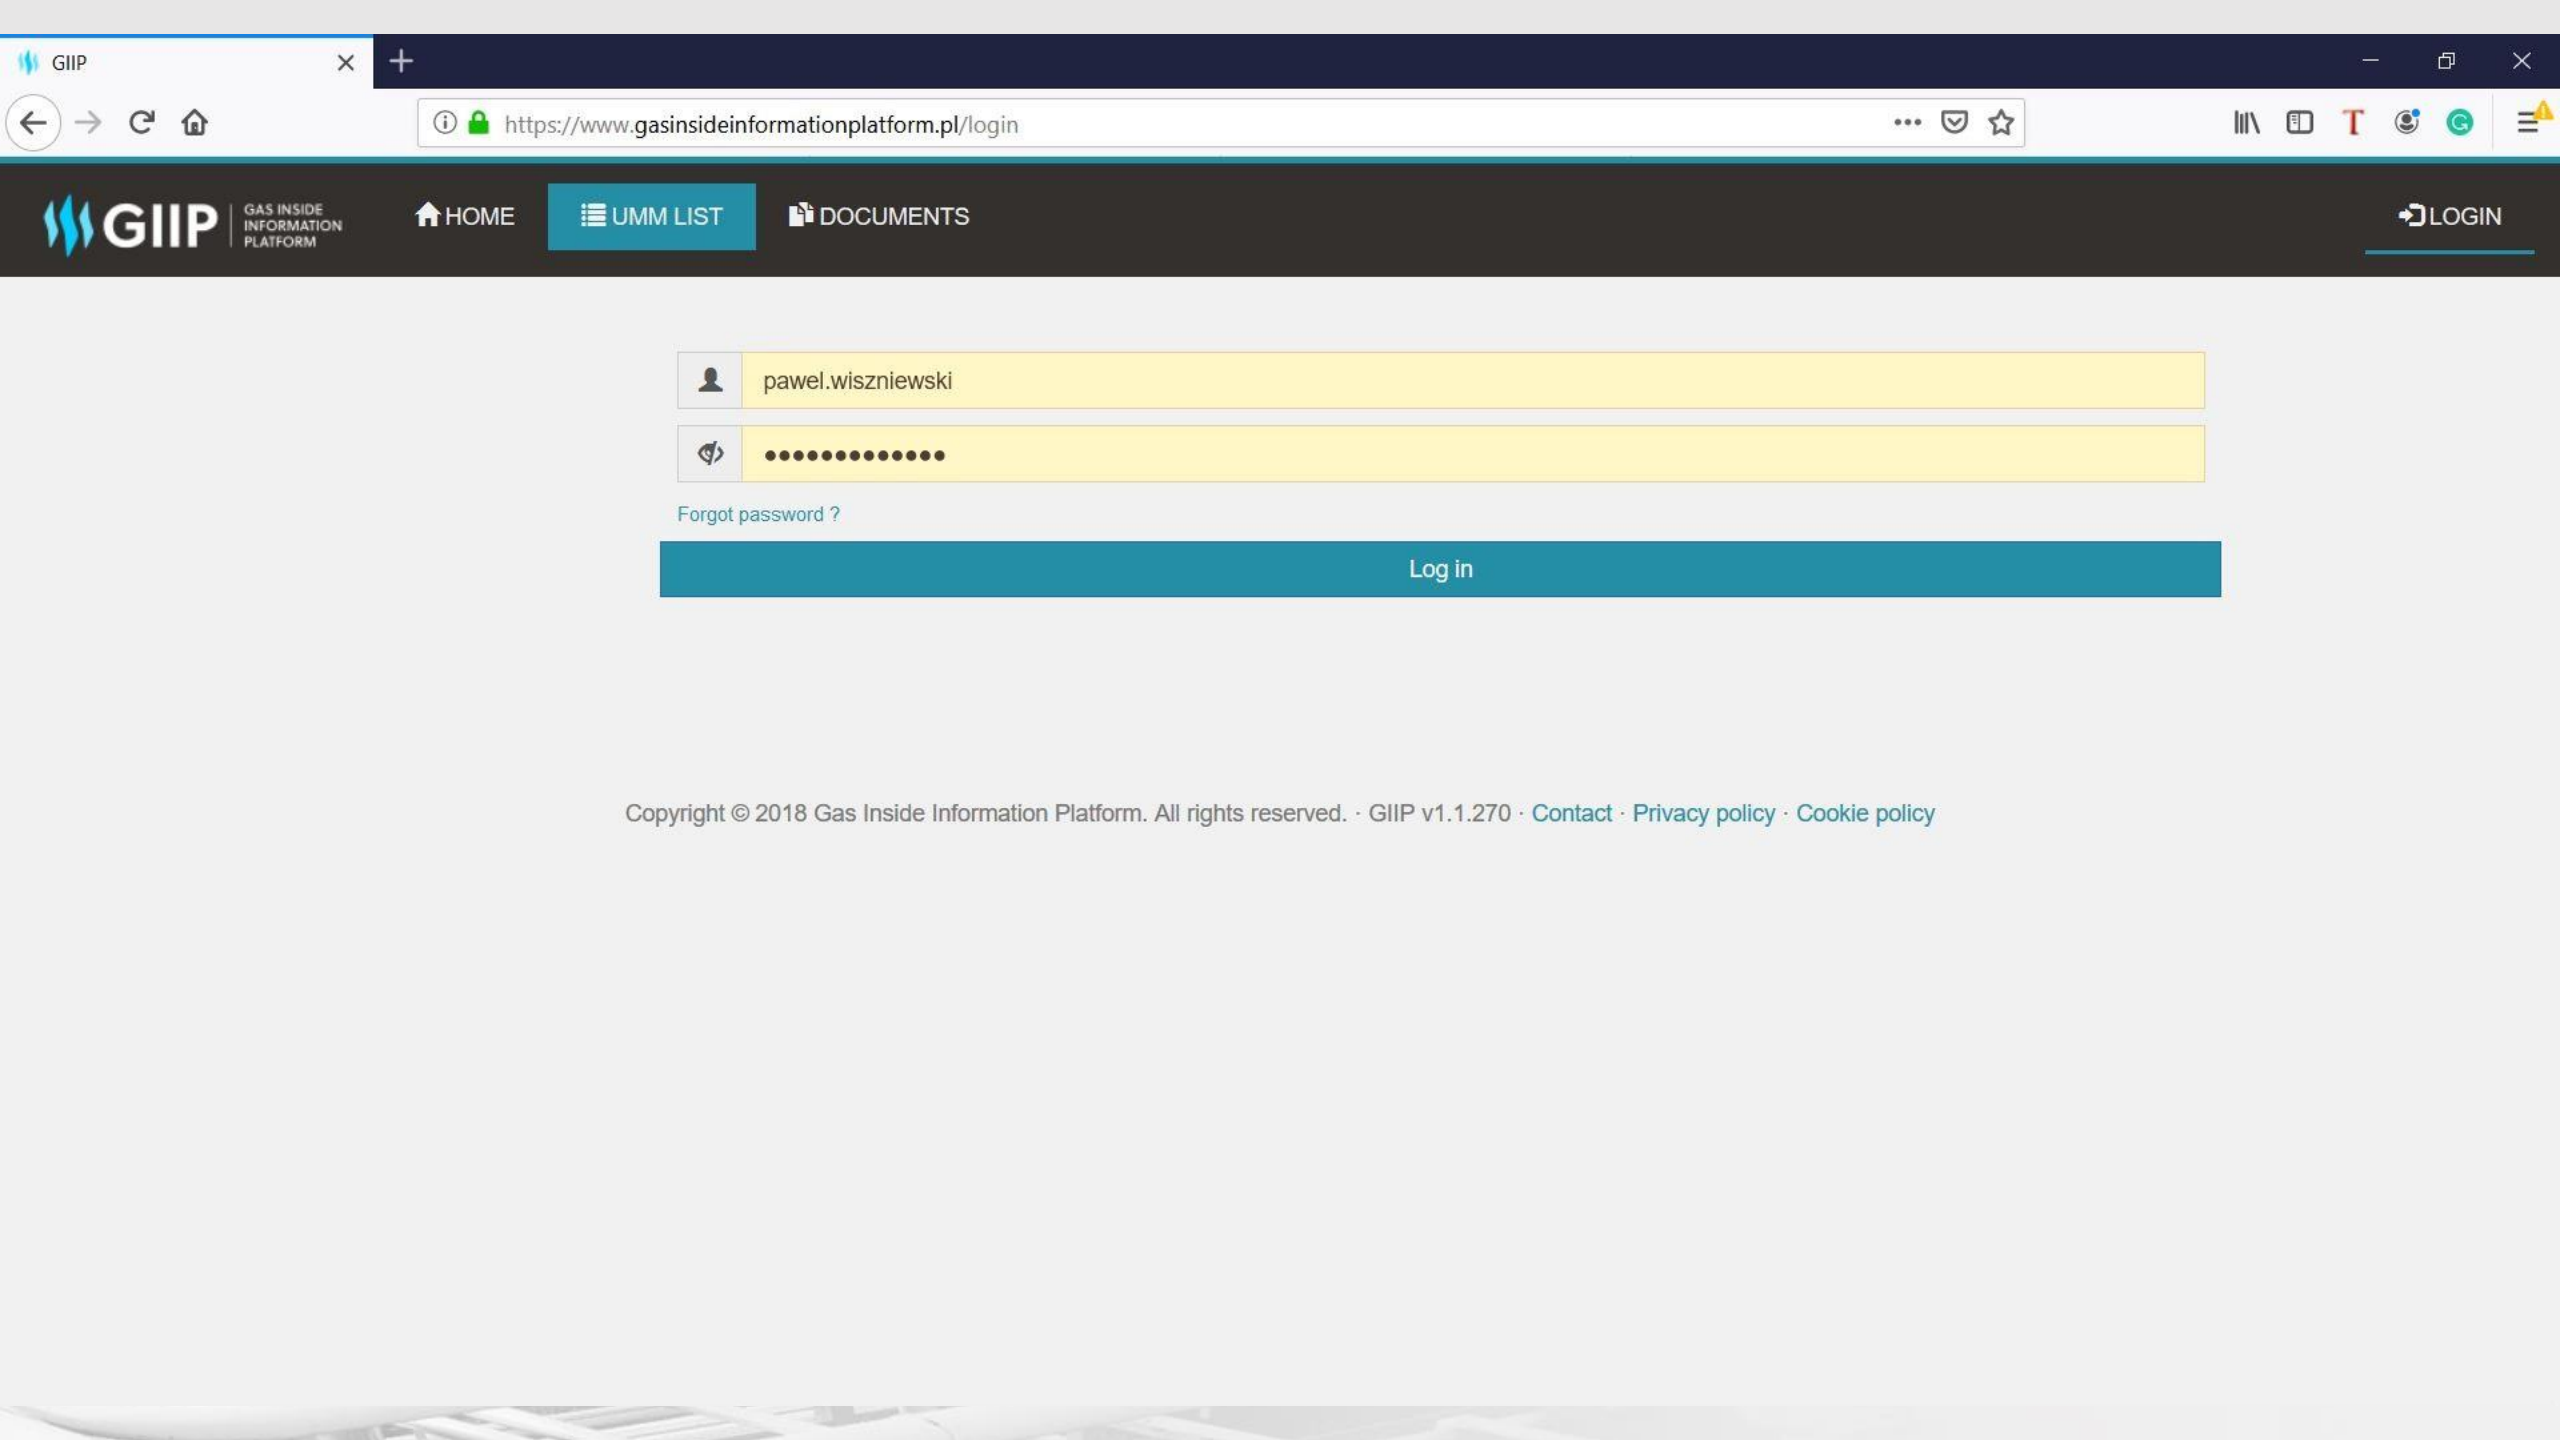 GIIP
https://www.gasinsideinformationplatform.pl/login
GIIP
GAS INSIDE
INFORMATION
PLATFORM
HOME
UMM LIST
DOCUMENTS
LOGIN
pawel.wiszniewski
•••••••••••••
Forgot password ?
Log in
Copyright © 2018 Gas Inside Information Platform. All rights reserved. · GIIP v1.1.270 · Contact · Privacy policy · Cookie policy